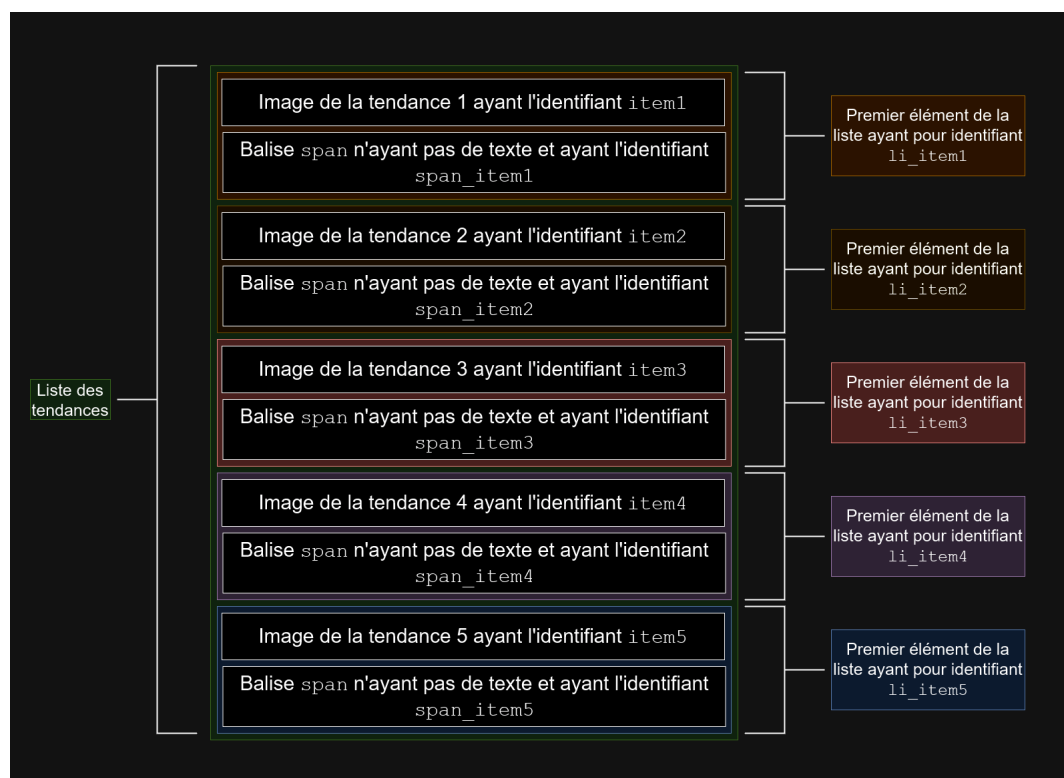 Liste des
tendances
Image de la tendance 1 ayant l'identifiant item1
Balise span n'ayant pas de texte et ayant l'identifiant
span_item1
Premier élément de la
liste ayant pour identifiant
li_item1
Image de la tendance 2 ayant l'identifiant item2
Balise span n'ayant pas de texte et ayant l'identifiant
span_item2
Premier élément de la
liste ayant pour identifiant
li_item2
Image de la tendance 3 ayant l'identifiant item3
Balise span n'ayant pas de texte et ayant l'identifiant
span_item3
Premier élément de la
liste ayant pour identifiant
li_item3
Image de la tendance 4 ayant l'identifiant item4
Balise span n'ayant pas de texte et ayant l'identifiant
span_item4
Premier élément de la
liste ayant pour identifiant
li_item4
Image de la tendance 5 ayant l'identifiant item5
Balise span n'ayant pas de texte et ayant l'identifiant
span_item5
Premier élément de la
liste ayant pour identifiant
li_item5